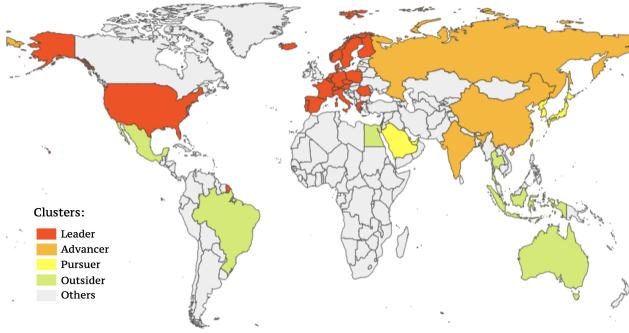 Clusters:
Leader
Advancer
Pursuer
Outsider
Others